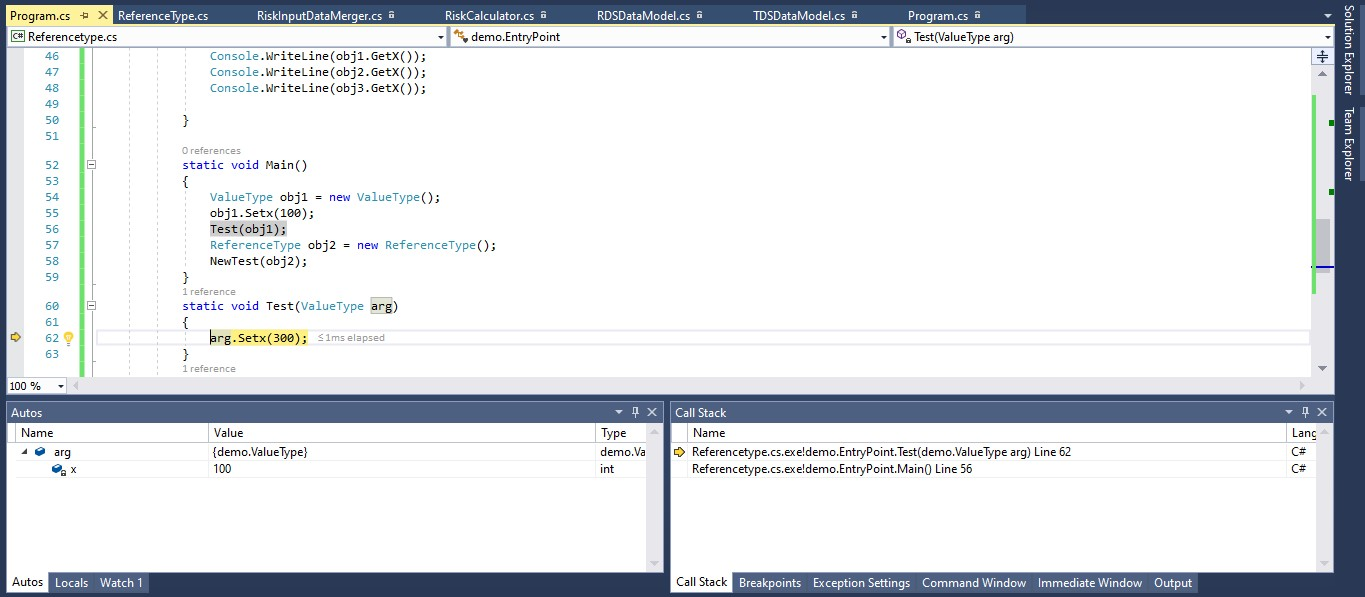 Program.cs ReferenceType.cs RiskInputDataMerger.cs RiskCalculator.cs RDSDataModel.cs TDSDataModel.cs Program.cs
C# Referencetype.cs demo.EntryPoint Test(ValueType arg)
46 Console.WriteLine(obj1.GetX());
47 Console.WriteLine(obj2.GetX());
48 Console.WriteLine(obj3.GetX());
49
50 }
51
0 references
52 static void Main()
53 {
54 ValueType obj1 = new ValueType();
55 obj1.Setx(100);
56 Test(obj1);
57 ReferenceType obj2 = new ReferenceType();
58 NewTest(obj2);
59 }
1 reference
60 static void Test(ValueType arg)
61 {
62 arg.Setx(300); ≤1ms elapsed
63 }
1 reference
100 %
Solution Explorer
Team Explorer
Autos
Name Value Type
arg {demo.ValueType} demo.Va
x 100 int
Autos Locals Watch 1
Call Stack
Name Lang
Referencetype.cs.exe!demo.EntryPoint.Test(demo.ValueType arg) Line 62 C#
Referencetype.cs.exe!demo.EntryPoint.Main() Line 56 C#
Call Stack Breakpoints Exception Settings Command Window Immediate Window Output